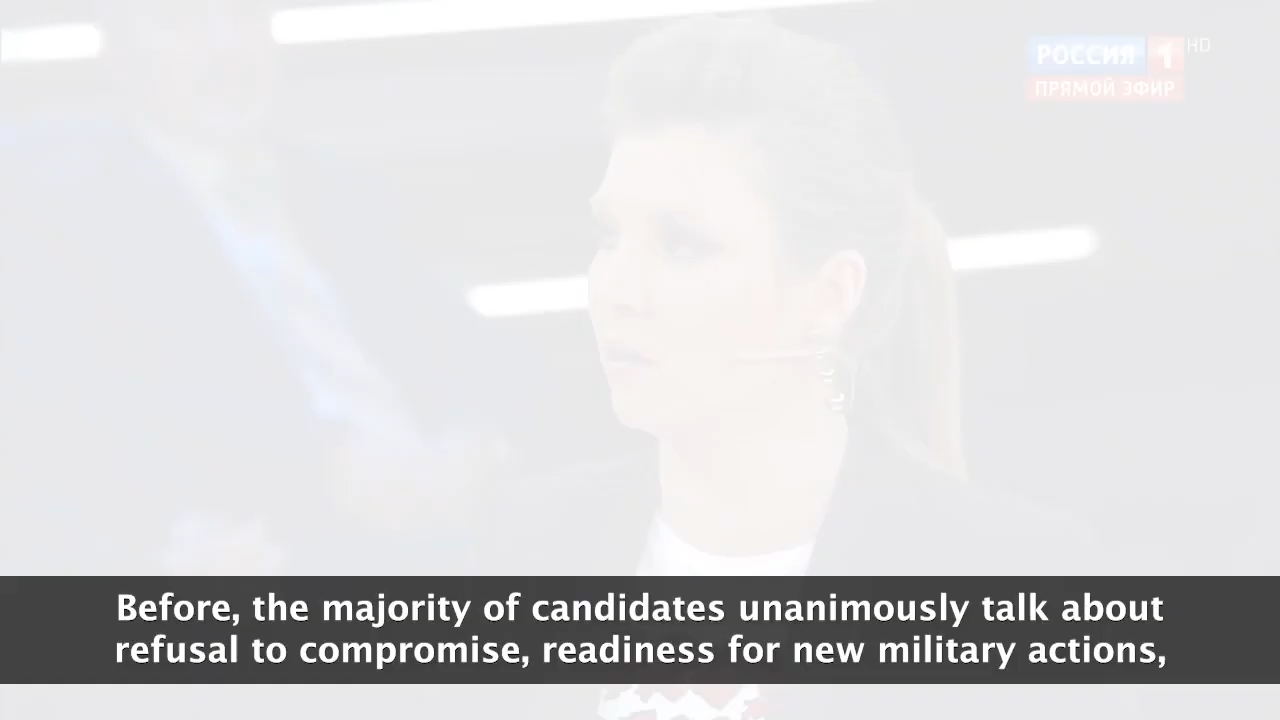 РОССИЯ 1 HD
ПРЯМОЙ ЭФИР
Before, the majority of candidates unanimously talk about
refusal to compromise, readiness for new military actions,